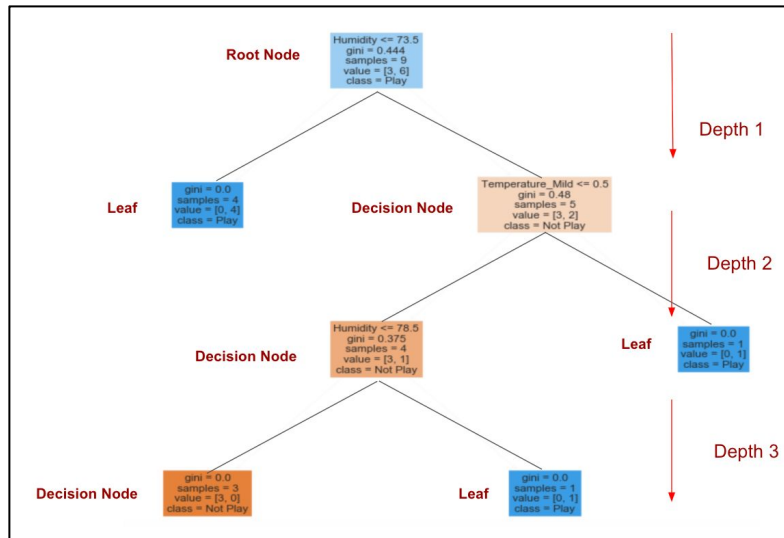 Root Node
Humidity <= 73.5
gini = 0.444
samples = 9
value = [3, 6]
class = Play
Depth 1
Leaf
gini = 0.0
samples = 4
value = [0, 4]
class = Play
Decision Node
Temperature_Mild <= 0.5
gini = 0.48
samples = 5
value = [3, 2]
class = Not Play
Depth 2
Decision Node
Humidity <= 78.5
gini = 0.375
samples = 4
value = [3, 1]
class = Not Play
Leaf
gini = 0.0
samples = 1
value = [0, 1]
class = Play
Depth 3
Decision Node
gini = 0.0
samples = 3
value = [3, 0]
class = Not Play
Leaf
gini = 0.0
samples = 1
value = [0, 1]
class = Play